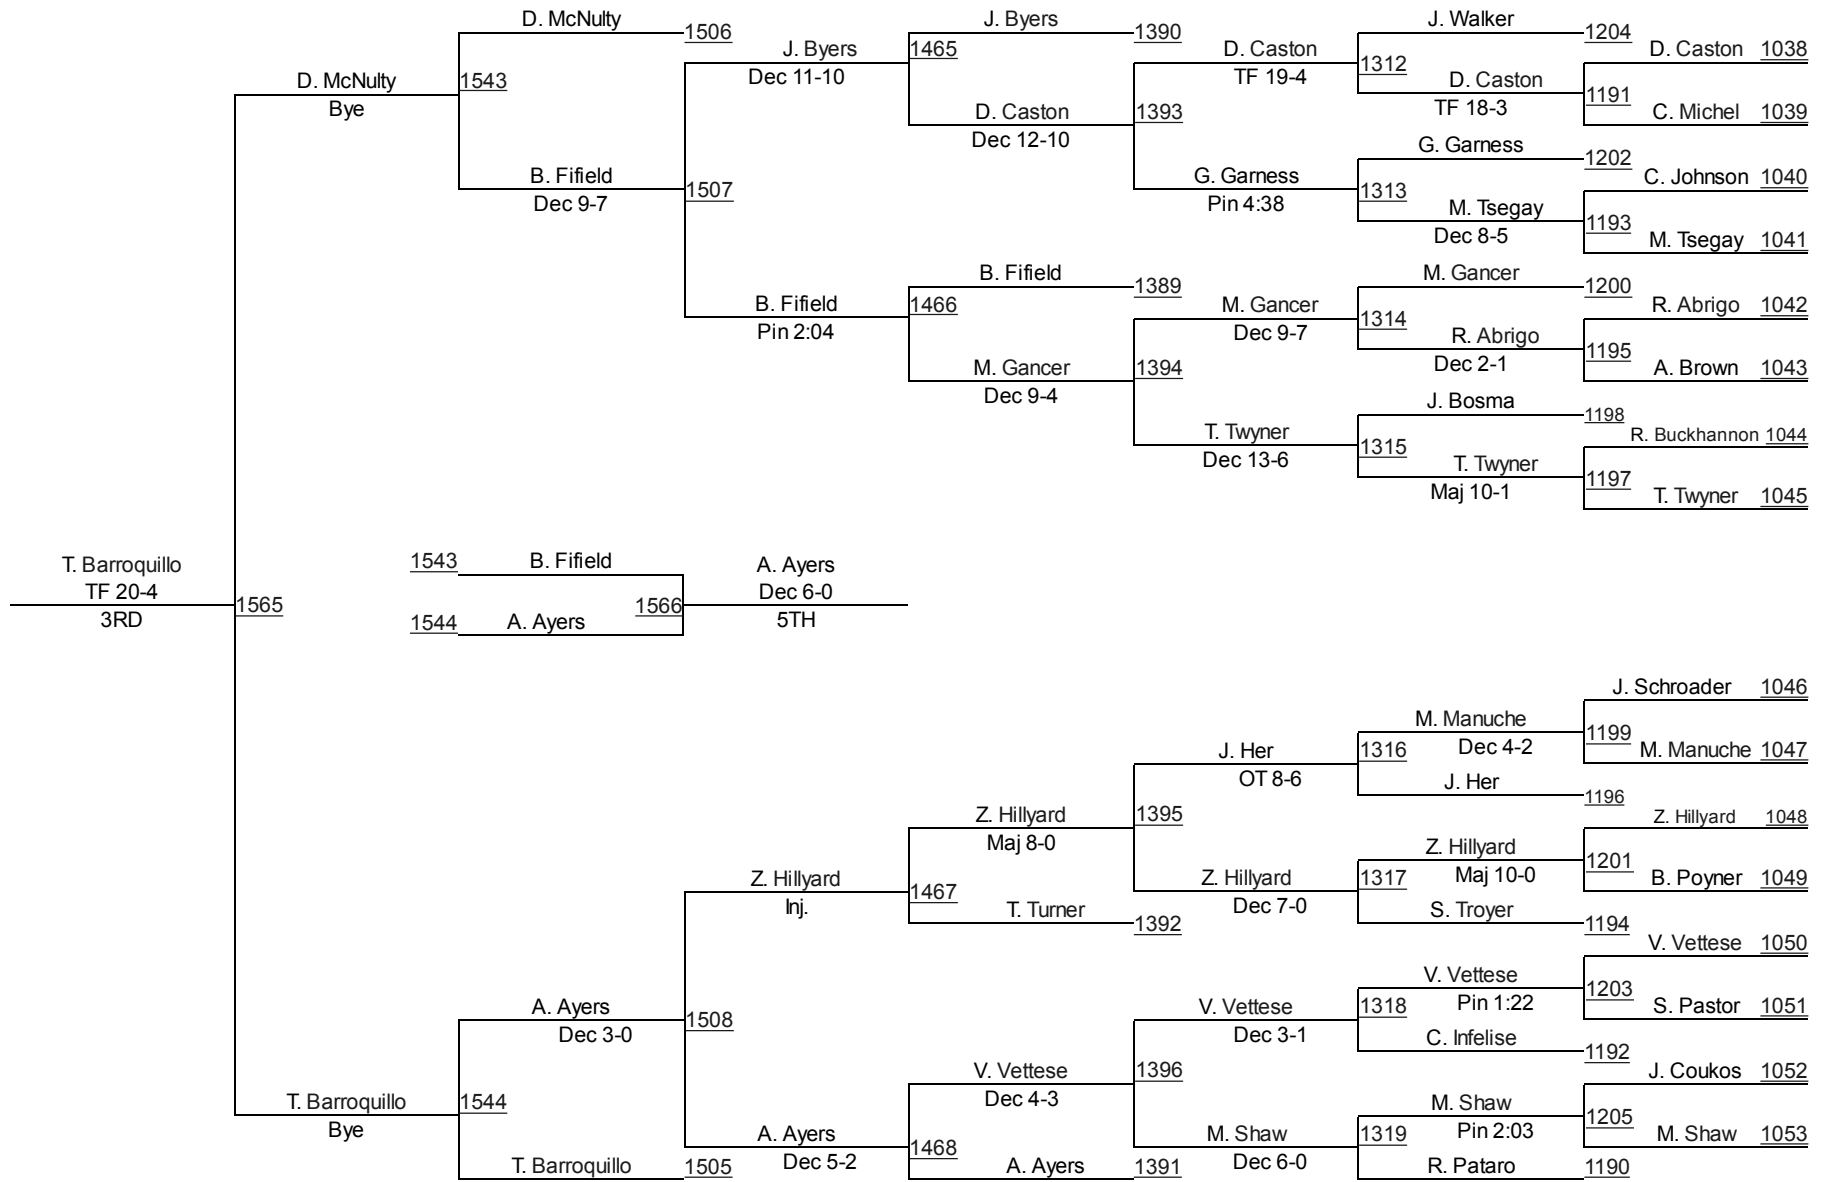 D. McNulty
1506
D. McNulty
Bye
1543
B. Fifield
Dec 9-7
1507
J. Byers
Dec 11-10
1465
J. Byers
1390
D. Caston
Dec 12-10
1393
D. Caston
TF 19-4
1312
J. Walker
1204
D. Caston
TF 18-3
1191
D. Caston 1038
C. Michel 1039
G. Garness
Pin 4:38
1313
G. Garness
1202
M. Tsegay
Dec 8-5
1193
C. Johnson 1040
M. Tsegay 1041
B. Fifield
Pin 2:04
1466
B. Fifield
1389
M. Gancer
Dec 9-4
1394
M. Gancer
Dec 9-7
1314
M. Gancer
1200
R. Abrigo
Dec 2-1
1195
R. Abrigo 1042
A. Brown 1043
T. Twyner
Dec 13-6
1315
J. Bosma
1198
T. Twyner
Maj 10-1
1197
R. Buckhannon 1044
T. Twyner 1045
T. Barroquillo
TF 20-4
3RD
1565
1543 B. Fifield
1544 A. Ayers
1566
A. Ayers
Dec 6-0
5TH
J. Schroader 1046
M. Manuche 1047
1199
M. Manuche
Dec 4-2
1316
J. Her
1196
J. Her
OT 8-6
1395
Z. Hillyard 1048
B. Poyner 1049
1201
Z. Hillyard
Maj 10-0
1317
S. Troyer
1194
Z. Hillyard
Dec 7-0
Z. Hillyard
Maj 8-0
1467
T. Turner
1392
Z. Hillyard
Inj.
1508
V. Vettese 1050
S. Pastor 1051
1203
V. Vettese
Pin 1:22
1318
C. Infelise
1192
V. Vettese
Dec 3-1
1396
J. Coukos 1052
M. Shaw 1053
1205
M. Shaw
Pin 2:03
1319
R. Pataro
1190
M. Shaw
Dec 6-0
V. Vettese
Dec 4-3
1468
A. Ayers
1391
A. Ayers
Dec 5-2
A. Ayers
Dec 3-0
1544
T. Barroquillo
1505
T. Barroquillo
Bye